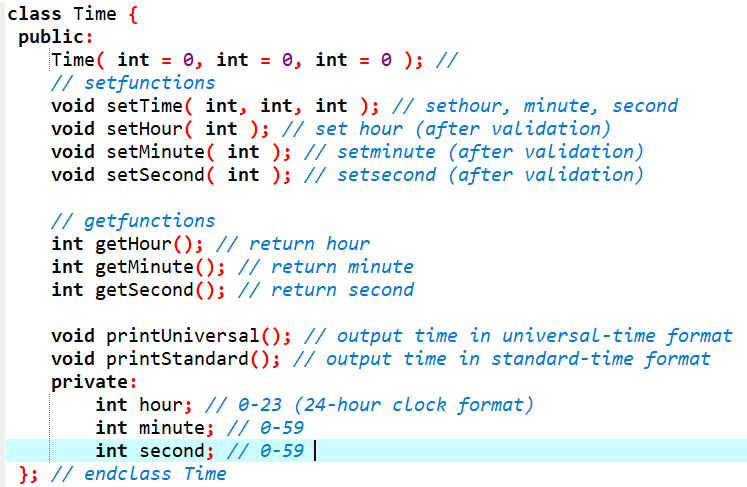 class Time {
public:
Time( int = 0, int = 0, int = 0 ); //
// setfunctions
void setTime( int, int, int ); // sethour, minute, second
void setHour( int ); // set hour (after validation)
void setMinute( int ); // setminute (after validation)
void setSecond( int ); // setsecond (after validation)
// getfunctions
int getHour(); // return hour
int getMinute(); // return minute
int getSecond(); // return second
void printUniversal(); // output time in universal-time format
void printStandard(); // output time in standard-time format
private:
int hour; // 0-23 (24-hour clock format)
int minute; // 0-59
int second; // 0-59
}; // endclass Time